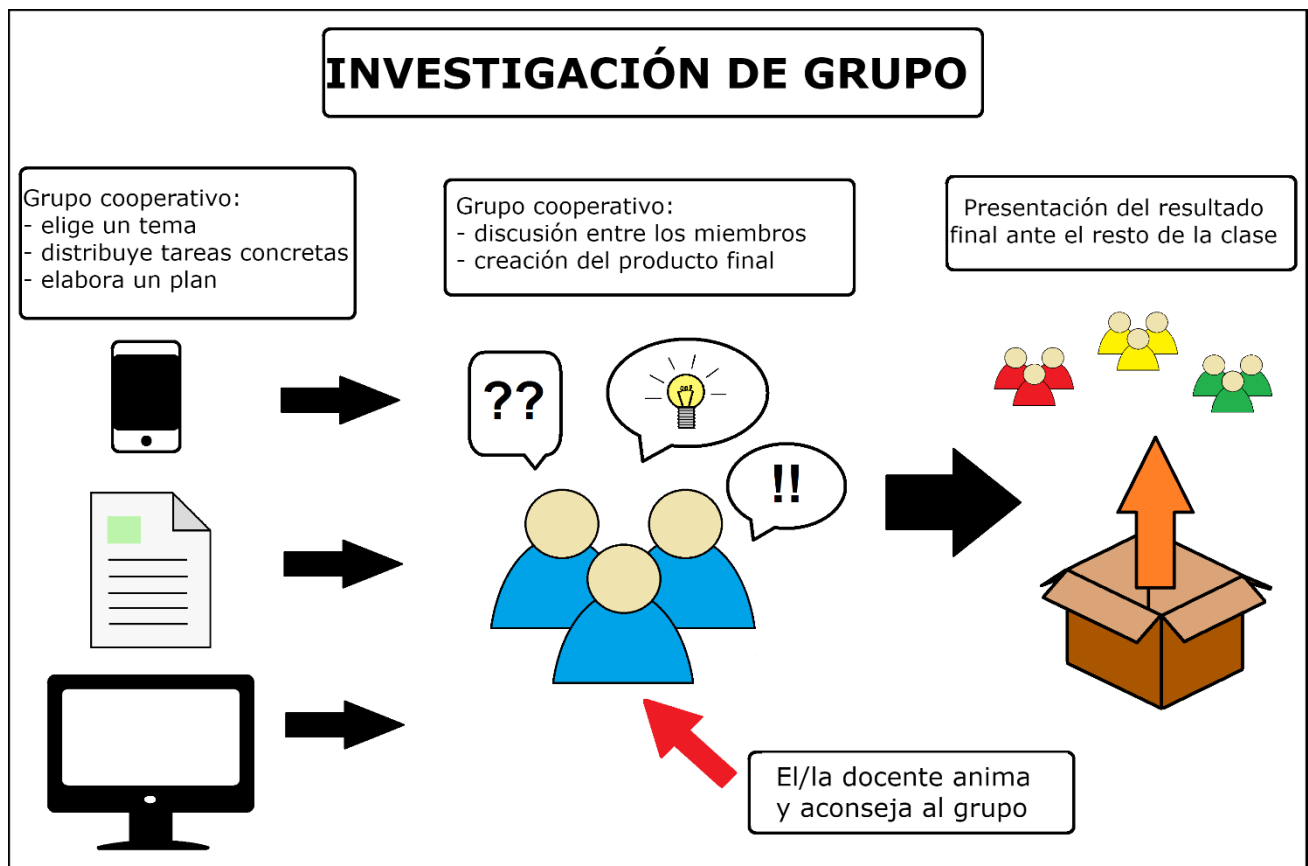 INVESTIGACIÓN DE GRUPO
Grupo cooperativo:
- elige un tema
- distribuye tareas concretas
- elabora un plan
Grupo cooperativo:
- discusión entre los miembros
- creación del producto final
Presentación del resultado
final ante el resto de la clase
??
!!
El/la docente anima
y aconseja al grupo